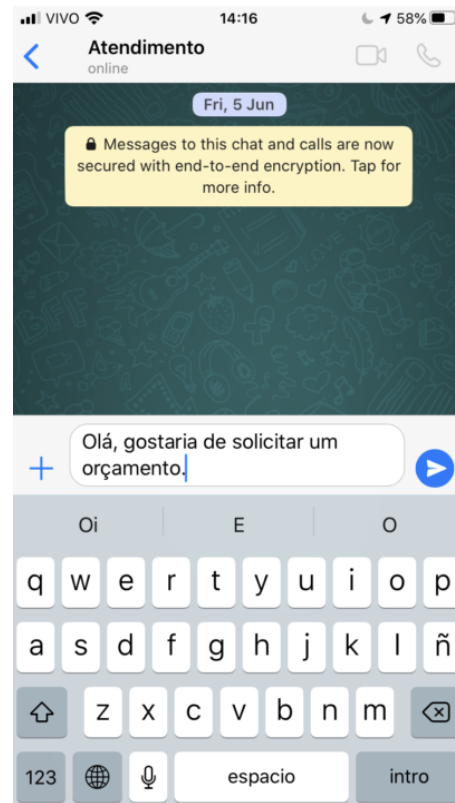 VIVO 14:16 58%
Atendimento
online
Fri, 5 Jun
Messages to this chat and calls are now
secured with end-to-end encryption. Tap for
more info.
Olá, gostaria de solicitar um
orçamento.
Oi E O
q w e r t y u i o p
a s d f g h j k l ñ
z x c v b n m
123 espacio intro